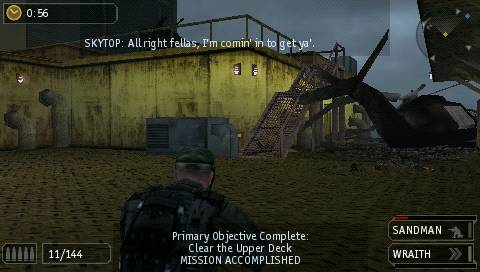 0:56
SKYTOP: All right fellas, I'm comin' in to get ya'.
SANDMAN
WRAITH
11/144
Primary Objective Complete:
Clear the Upper Deck
MISSION ACCOMPLISHED